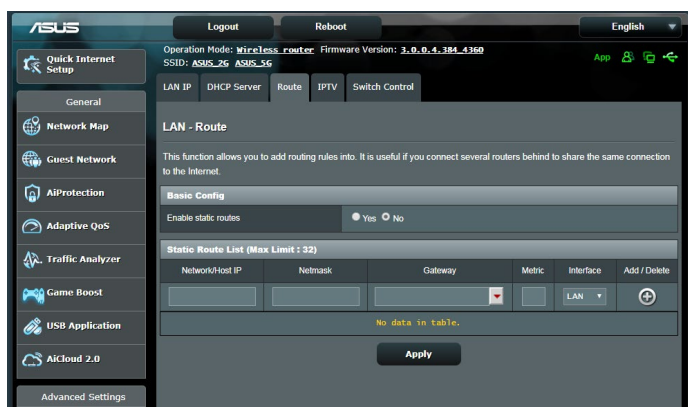 ASUS
Logout
Reboot
English
Quick Internet
Setup
Operation Mode: Wireless router Firmware Version: 3.0.0.4.384_4360
SSID: ASUS_2G ASUS_5G
App
General
Network Map
Guest Network
AiProtection
Adaptive QoS
Traffic Analyzer
Game Boost
USB Application
AiCloud 2.0
Advanced Settings
LAN IP DHCP Server Route IPTV Switch Control
LAN - Route
This function allows you to add routing rules into. It is useful if you connect several routers behind to share the same connection
to the Internet.
Basic Config
Enable static routes Yes No
Static Route List (Max Limit : 32)
Network/Host IP Netmask Gateway Metric Interface Add / Delete
LAN
No data in table.
Apply